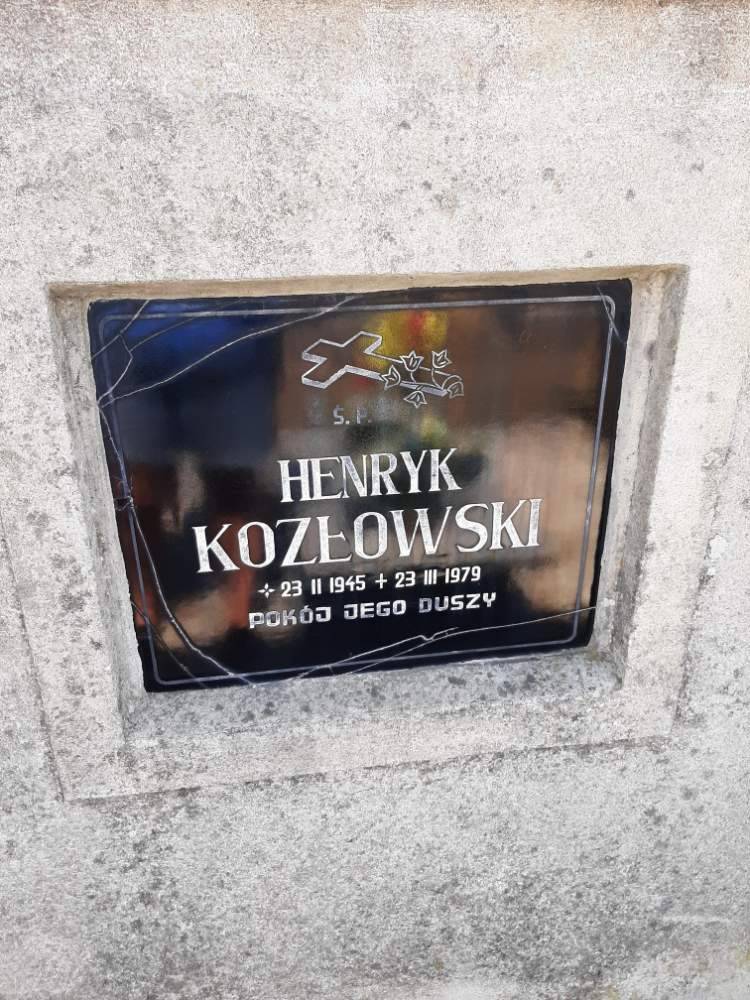 Ś. P.
HENRYK
KOZŁOWSKI
✢ 23 II 1945 + 23 III 1979
POKÓJ JEGO DUSZY